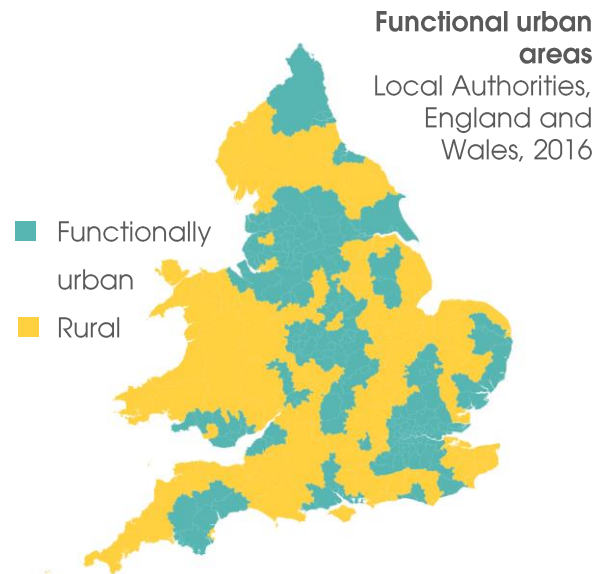 Functional urban
areas
Local Authorities,
England and
Wales, 2016
Functionally
urban
Rural